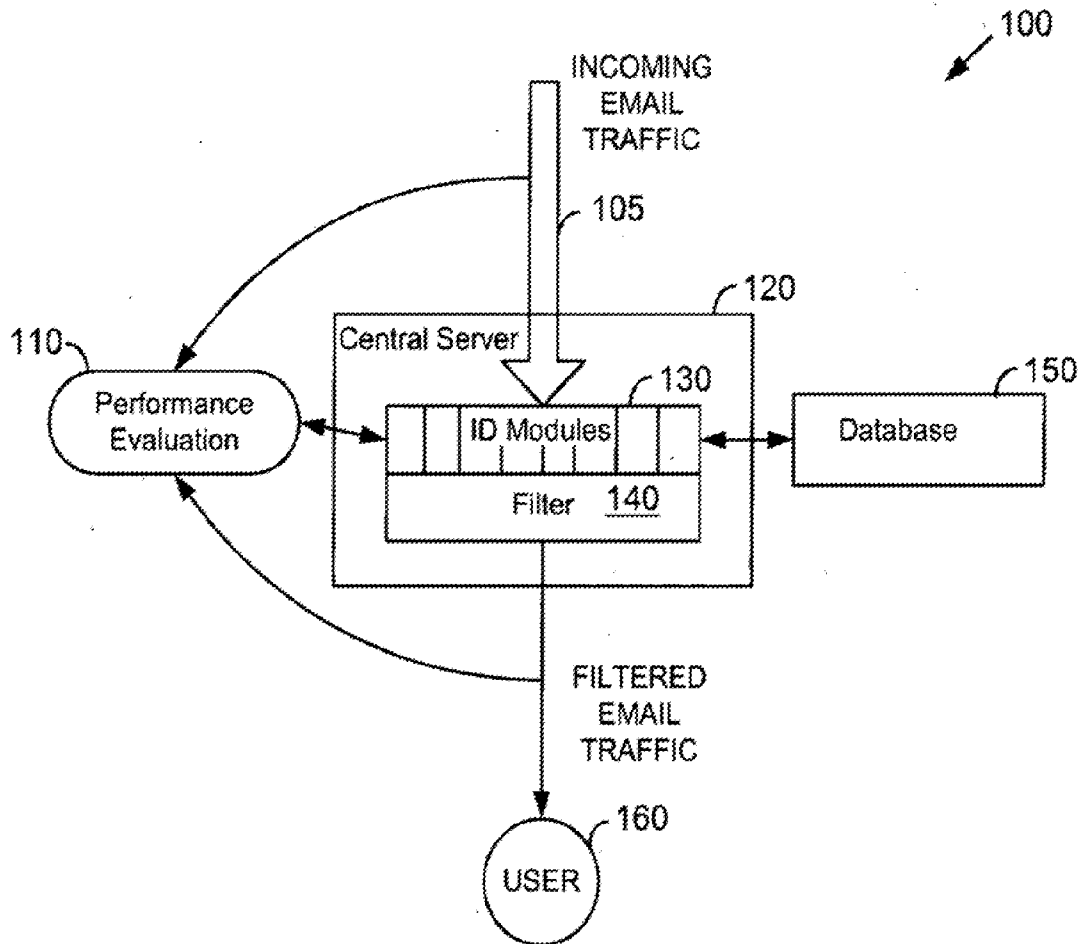 100
INCOMING
EMAIL
TRAFFIC
105
120
Central Server
110
Performance
Evaluation
130
ID Modules
150
Database
Filter 140
FILTERED
EMAIL
TRAFFIC
160
USER